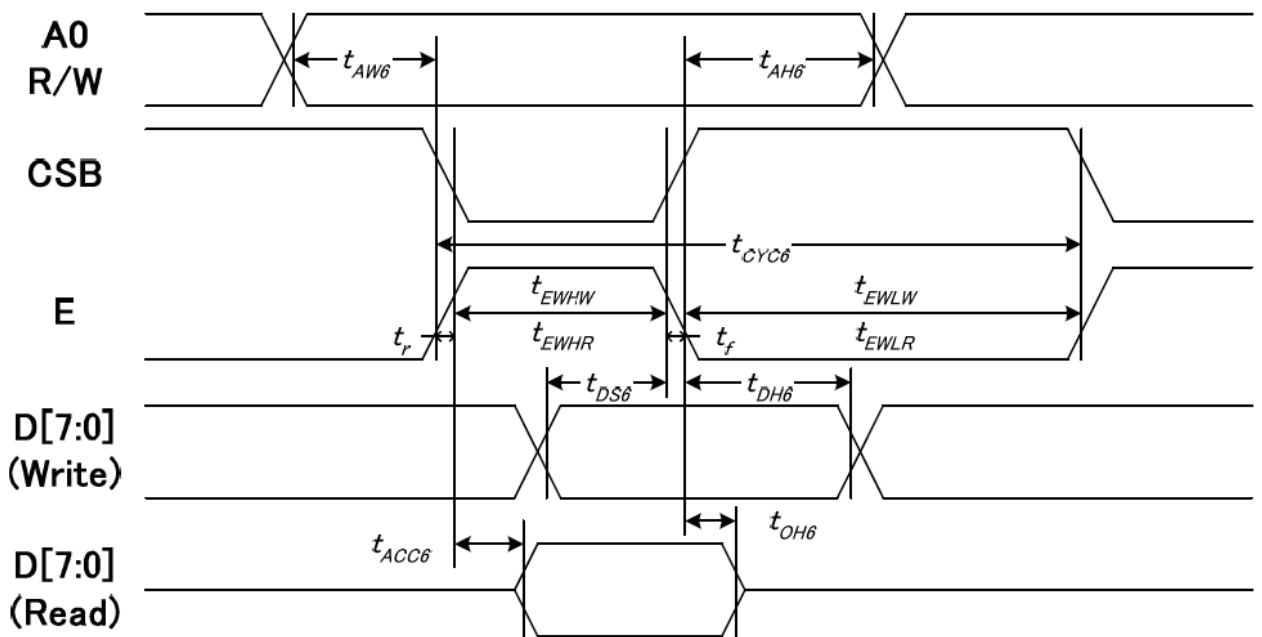 A0
R/W
t_AW6
t_AH6
CSB
t_CYC6
E
t_EWHW
t_EWLW
t_r
t_EWHR
t_f
t_EWLR
t_DS6
t_DH6
D[7:0]
(Write)
t_ACC6
t_OH6
D[7:0]
(Read)